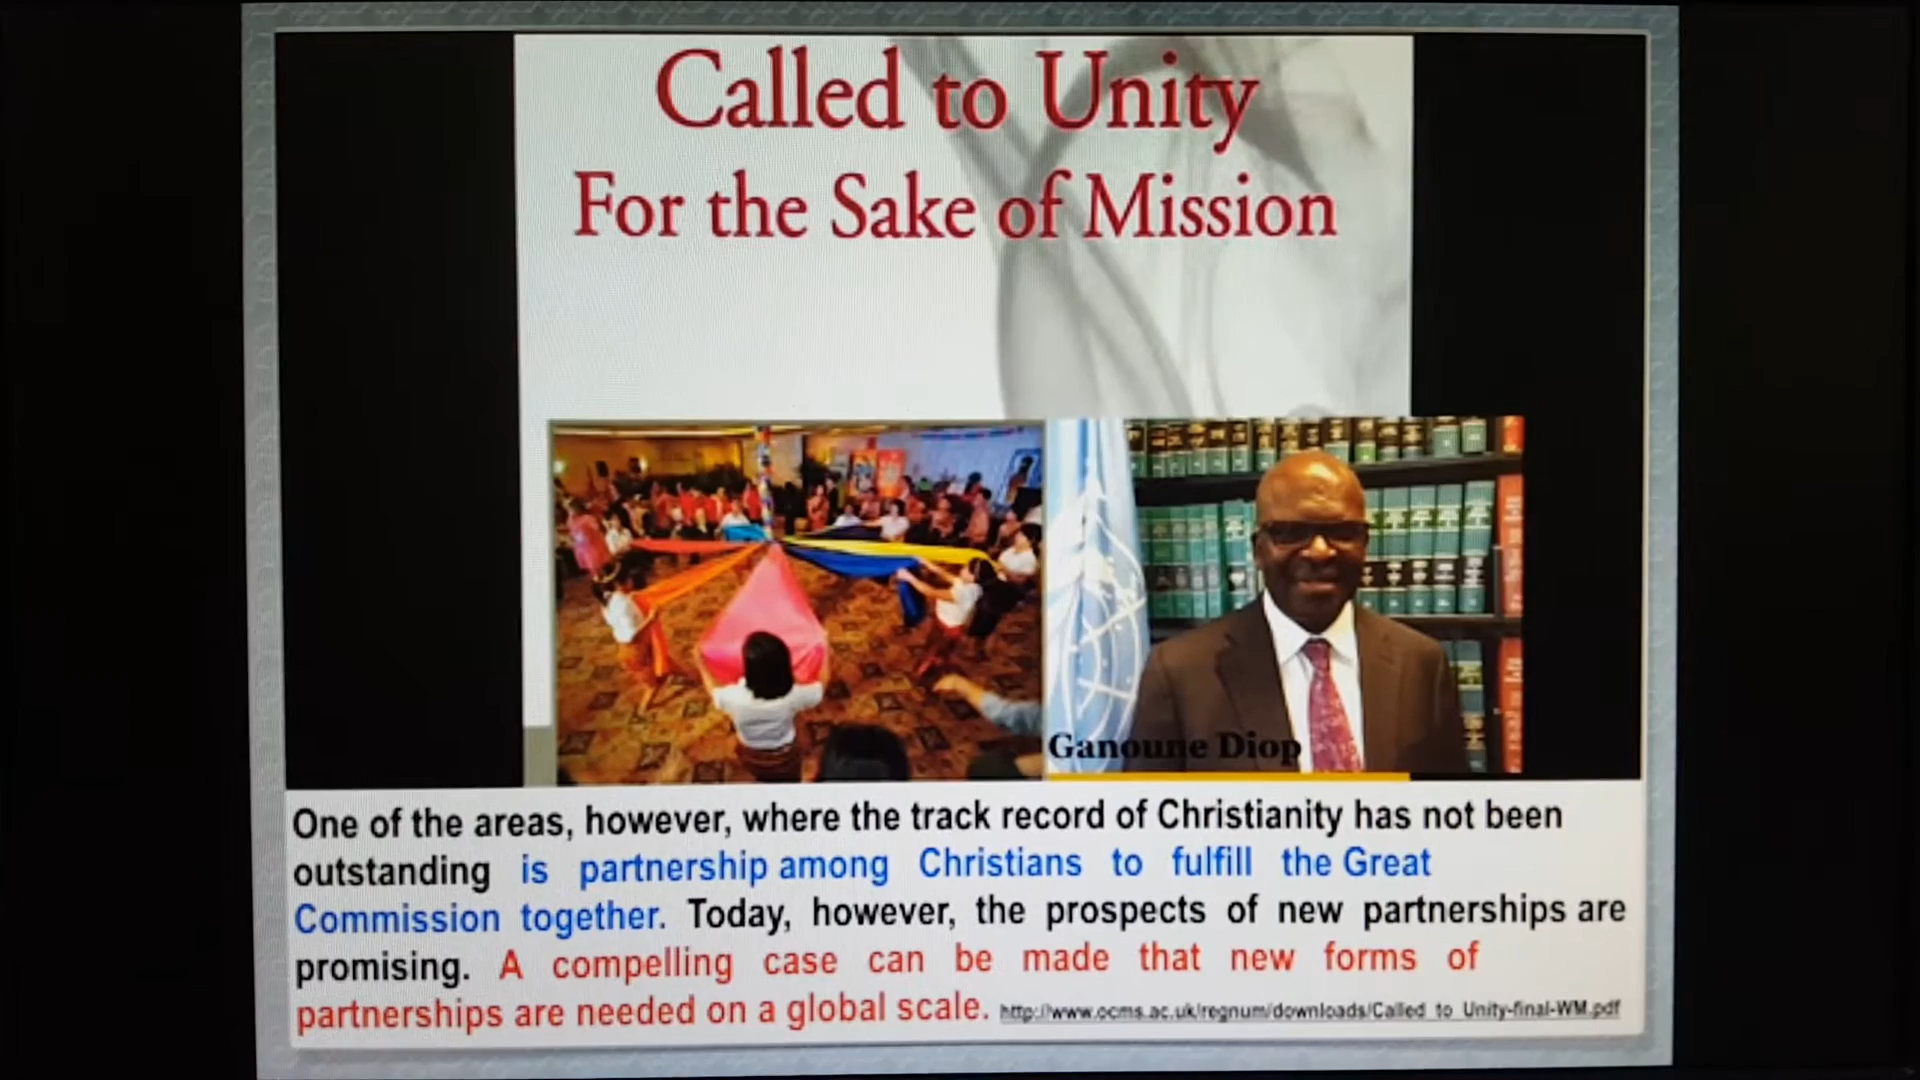 Called to Unity
For the Sake of Mission
Ganoune Diop
One of the areas, however, where the track record of Christianity has not been
outstanding is partnership among Christians to fulfill the Great
Commission together. Today, however, the prospects of new partnerships are
promising. A compelling case can be made that new forms of
partnerships are needed on a global scale. http://www.ocms.ac.uk/regnum/downloads/Called_to_Unity-final-WM.pdf